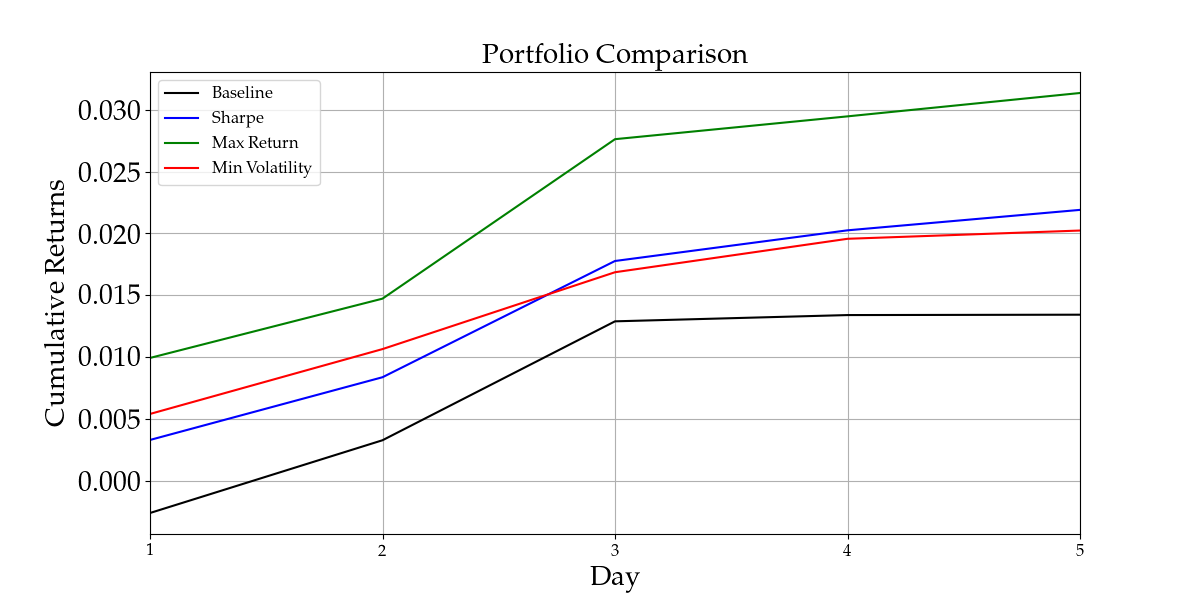 Portfolio Comparison
Baseline
Sharpe
Max Return
Min Volatility
Cumulative Returns
0.030
0.025
0.020
0.015
0.010
0.005
0.000
1 2 3 4 5
Day